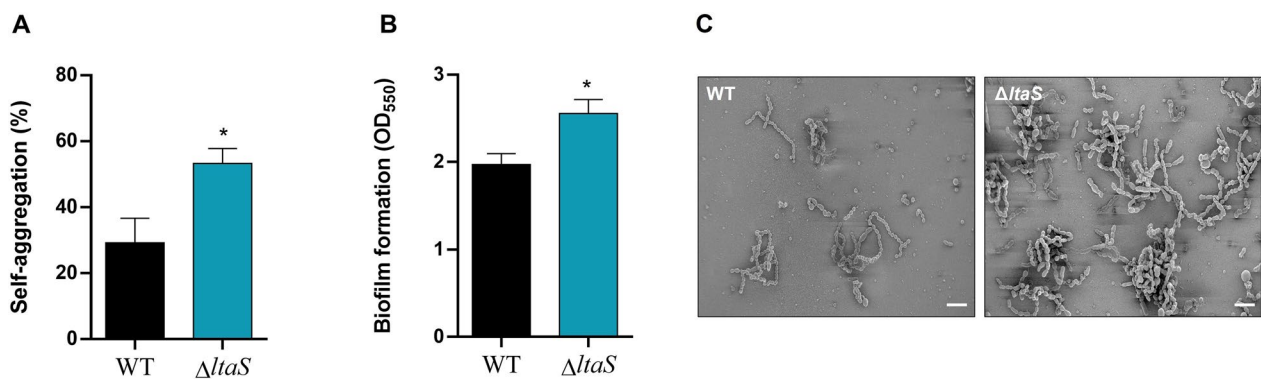 A
Self-aggregation (%)
80
60
40
20
0
*
WT
ΔltaS
B
Biofilm formation (OD550)
3
2
1
0
*
WT
ΔltaS
C
WT
ΔltaS